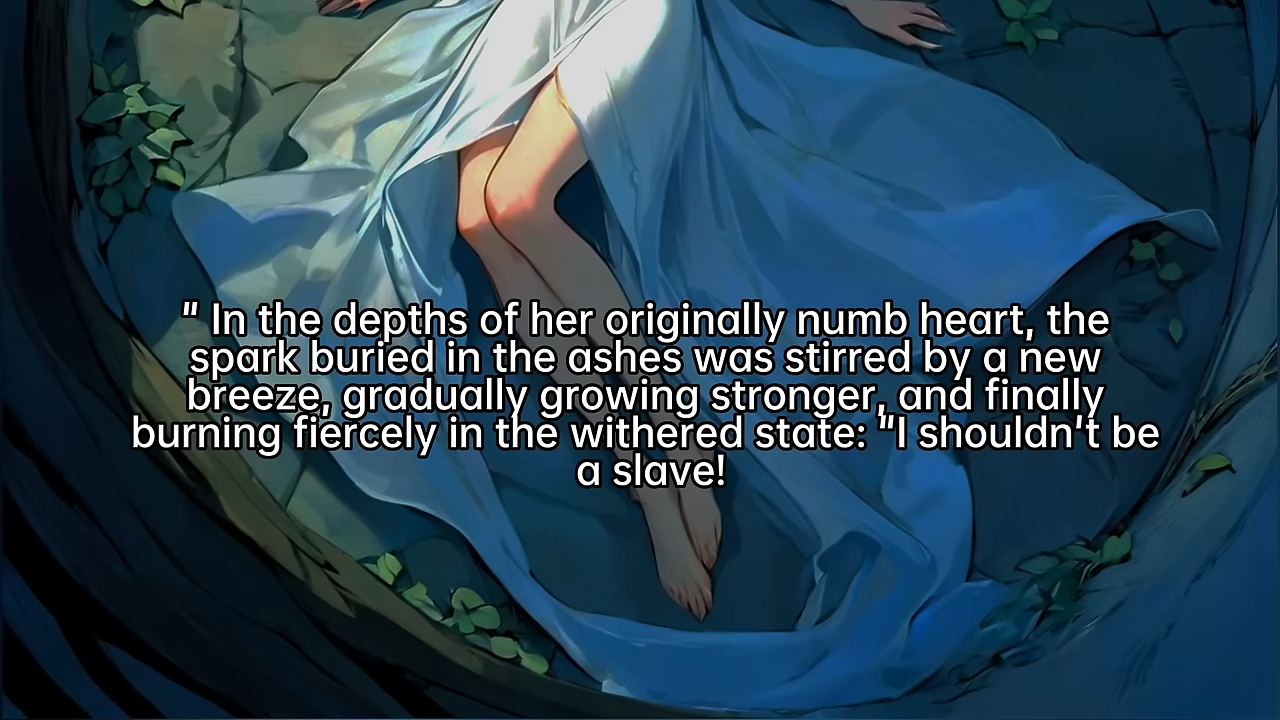 " In the depths of her originally numb heart, the
spark buried in the ashes was stirred by a new
breeze, gradually growing stronger, and finally
burning fiercely in the withered state: "I shouldn't be
a slave!